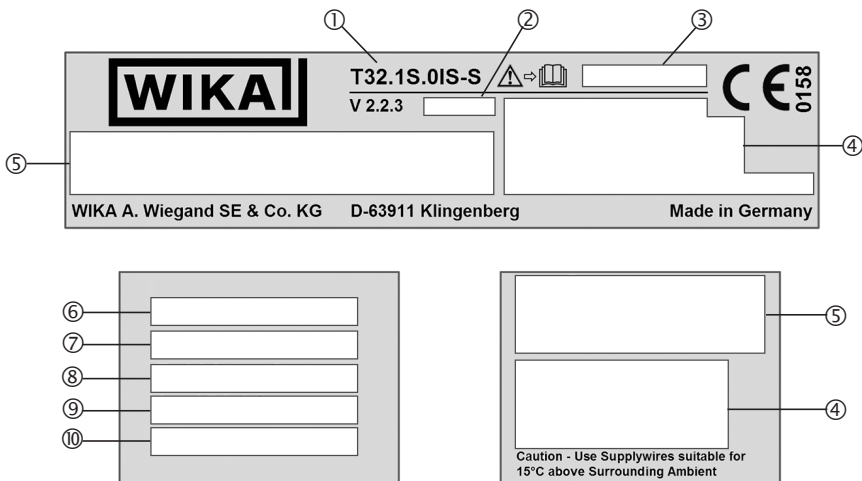 ① ② ③
WIKA T32.1S.0IS-S CE 0158
V 2.2.3
④
⑤
WIKA A. Wiegand SE & Co. KG D-63911 Klingenberg Made in Germany
⑥
⑦
⑧
⑨
⑩
⑤
④
Caution - Use Supplywires suitable for
15°C above Surrounding Ambient